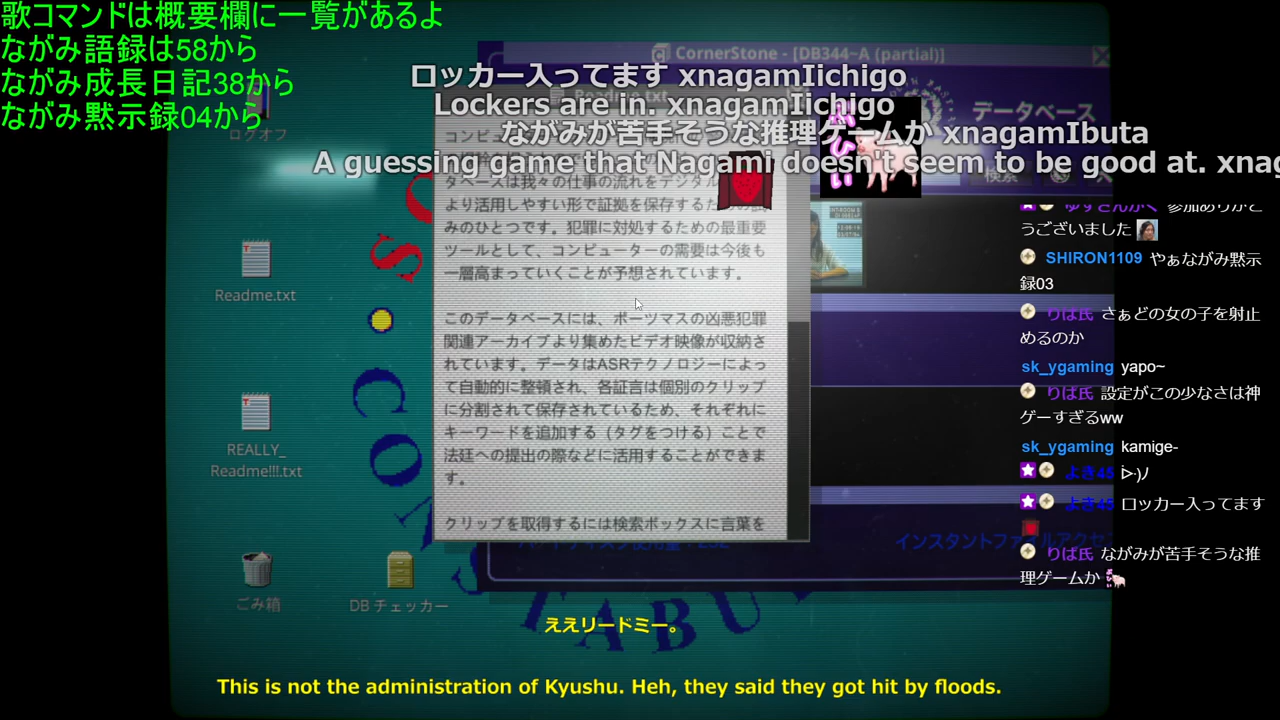 歌コマンドは概要欄に一覧があるよ
ながみ語録は58から
ながみ成長日記38から
ながみ黙示録04から
ログオフ
CornerStone - [DB344~A (partial)]
Readme.txt
ロッカー入ってます xnagamIichigo
Lockers are in. xnagamIichigo
ながみが苦手そうな推理ゲームか xnagamIbuta
A guessing game that Nagami doesn't seem to be good at. xnag
データベース
検索
タベースは我々の仕事の流れをデジタル
より活用しやすい形で証拠を保存するた
みのひとつです。犯罪に対処するための最重要
ツールとして、コンピューターの需要は今後も
一層高まっていくことが予想されています。
このデータベースには、ポーツマスの凶悪犯罪
関連アーカイブより集めたビデオ映像が収納さ
れています。データはASRテクノロジーによっ
て自動的に整頓され、各証言は個別のクリップ
に分割されて保存されているため、それぞれに
キーワードを追加する（タグをつける）ことで
法廷への提出の際などに活用することができま
す。
クリップを取得するには検索ボックスに言葉を
Readme.txt
REALLY_
Readme!!!.txt
ごみ箱
DB チェッカー
うございました
SHIRON1109 やぁながみ黙示
録03
りば氏 さぁどの女の子を射止
めるのか
sk_ygaming yapo~
りば氏 設定がこの少なさは神
ゲーすぎるww
sk_ygaming kamige-
よき45 ᐕ)ﾉ
よき45 ロッカー入ってます
りば氏 ながみが苦手そうな推
理ゲームか
ええリードミー。
This is not the administration of Kyushu. Heh, they said they got hit by floods.